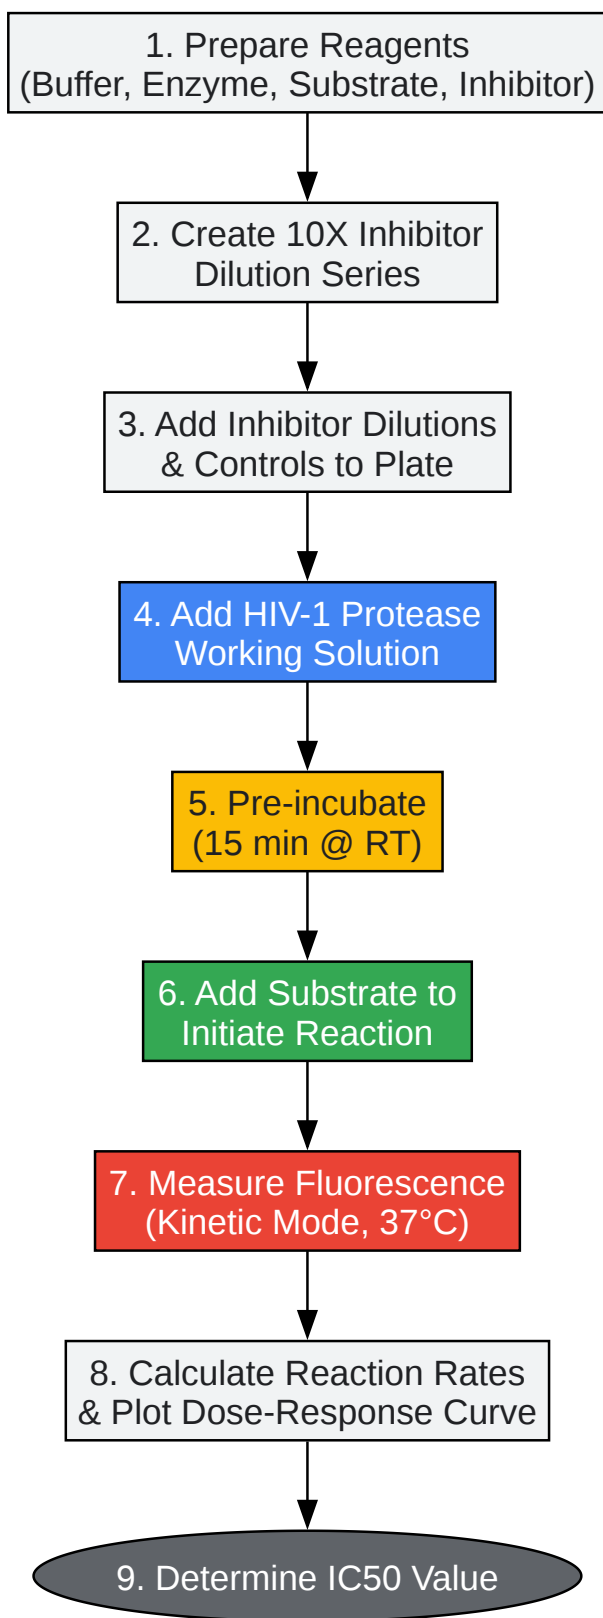 1. Prepare Reagents
(Buffer, Enzyme, Substrate, Inhibitor)
2. Create 10X Inhibitor
Dilution Series
3. Add Inhibitor Dilutions
& Controls to Plate
4. Add HIV-1 Protease
Working Solution
5. Pre-incubate
(15 min @ RT)
6. Add Substrate to
Initiate Reaction
7. Measure Fluorescence
(Kinetic Mode, 37°C)
8. Calculate Reaction Rates
& Plot Dose-Response Curve
9. Determine IC50 Value